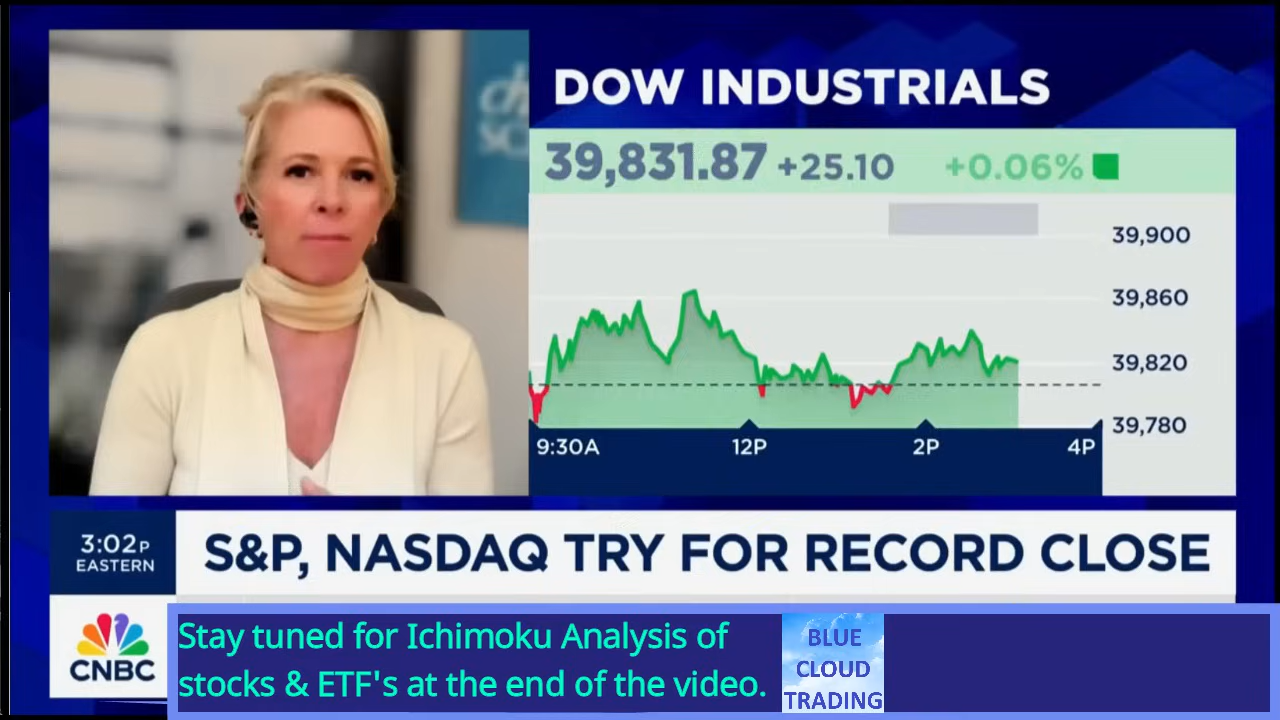 DOW INDUSTRIALS
39,831.87 +25.10 +0.06%
39,900
39,860
39,820
39,780
9:30A 12P 2P 4P
3:02P
EASTERN
S&P, NASDAQ TRY FOR RECORD CLOSE
CNBC
Stay tuned for Ichimoku Analysis of
stocks & ETF's at the end of the video.
BLUE
CLOUD
TRADING